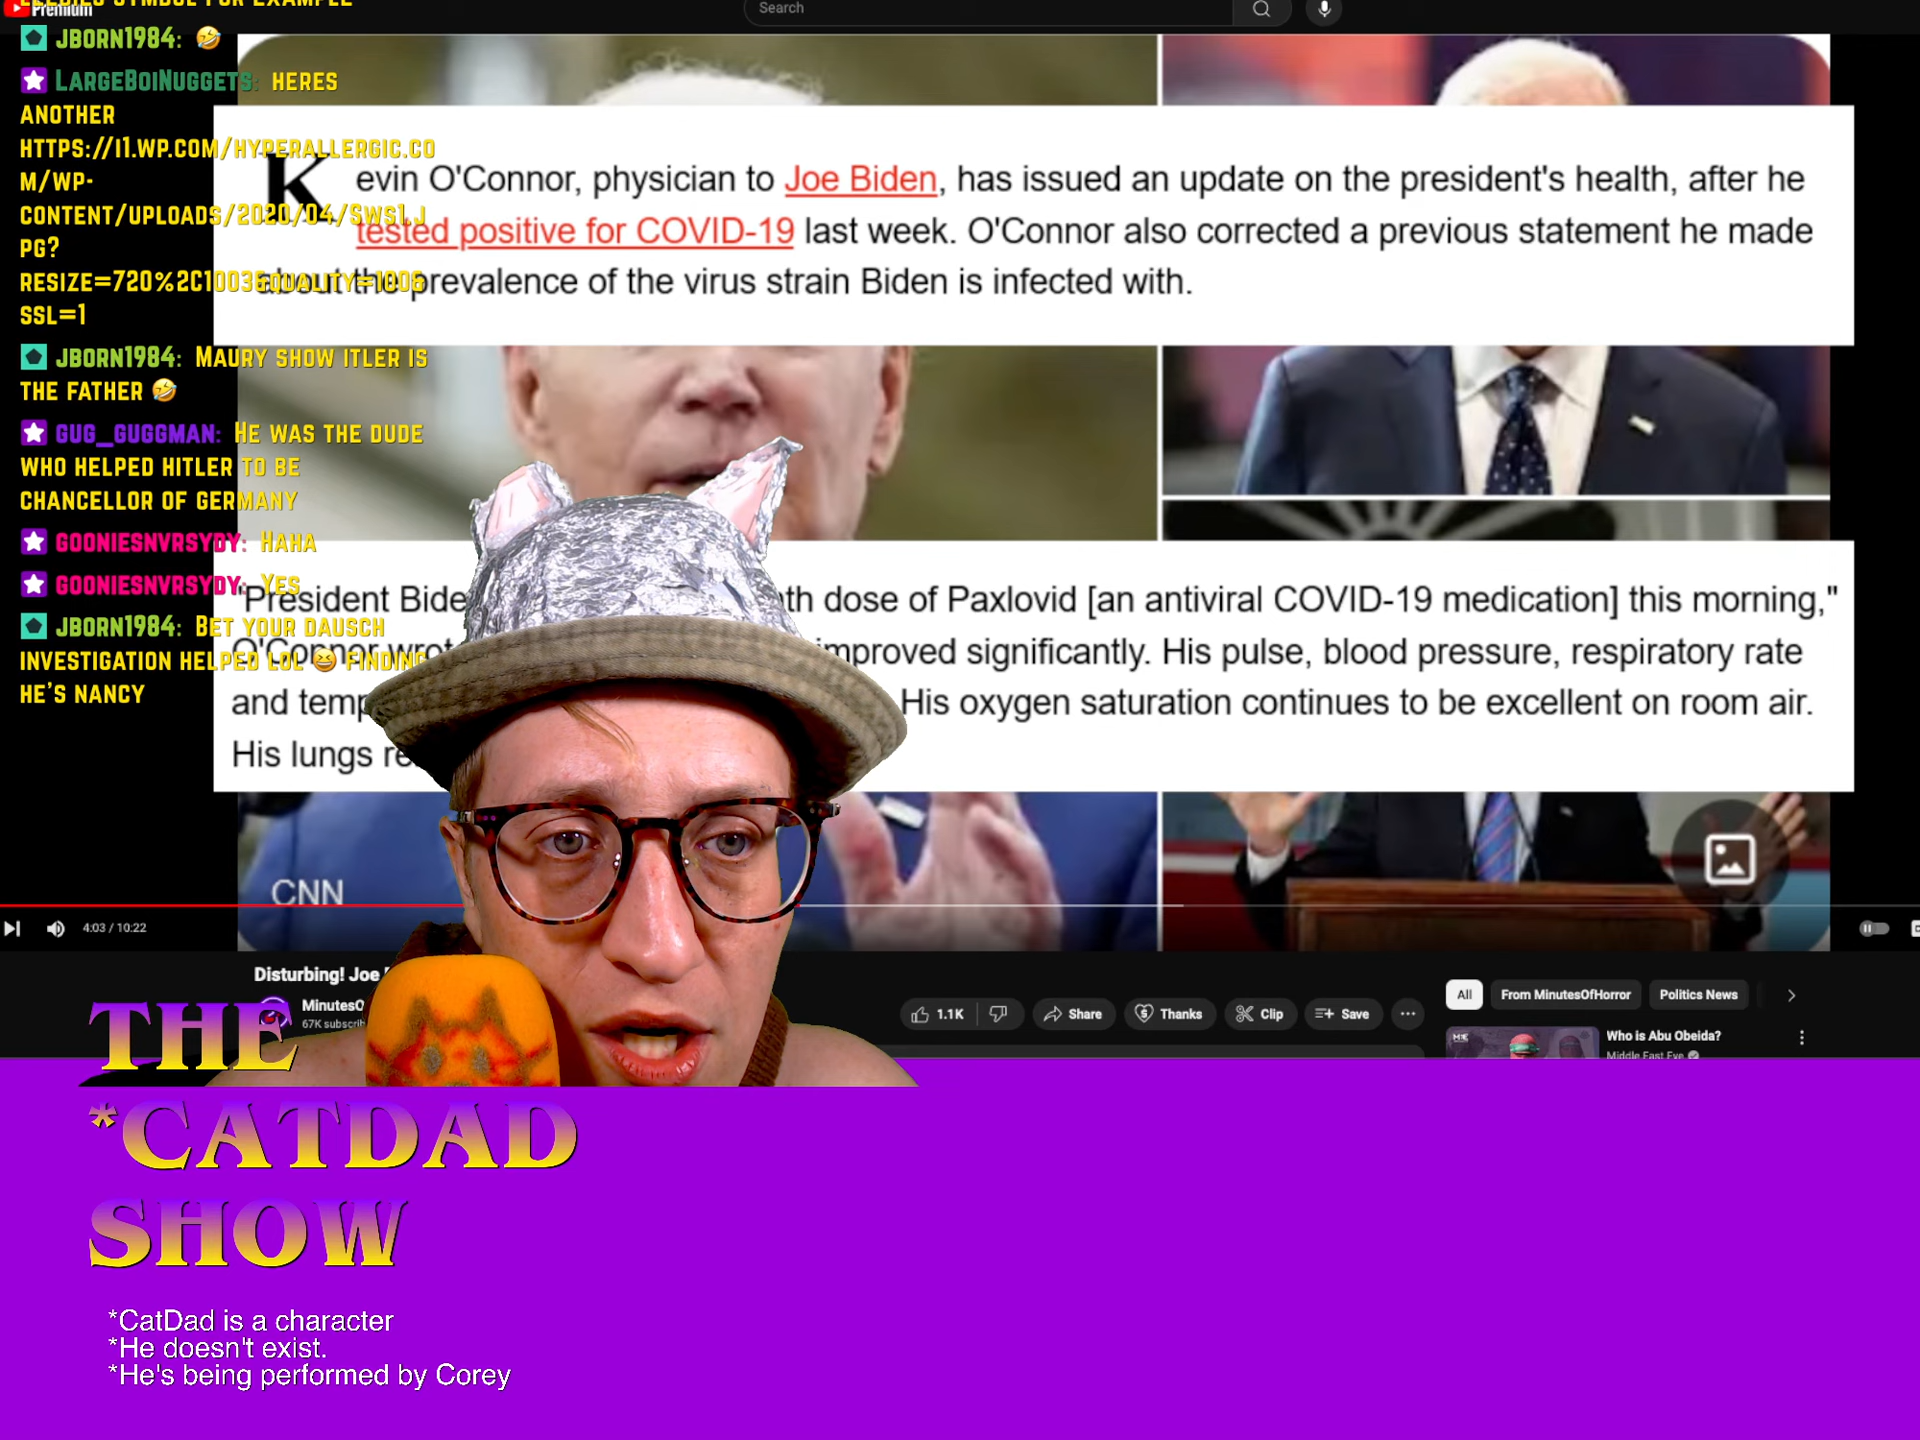 Premium
Search
JBORN1984: 🤣
LARGEBOINUGGETS: HERES
ANOTHER
HTTPS://I1.WP.COM/HYPERALLERGIC.CO
M/WP-
CONTENT/UPLOADS/2020/04/SWS1.J
PG?
RESIZE=720%2C1003&QUALITY=100&
SSL=1
JBORN1984: MAURY SHOW ITLER IS
THE FATHER 🤣
GUG_GUGGMAN: HE WAS THE DUDE
WHO HELPED HITLER TO BE
CHANCELLOR OF GERMANY
GOONIESNVRSYDY: HAHA
GOONIESNVRSYDY: YES
JBORN1984: BET YOUR DAUSCH
INVESTIGATION HELPED LOL 😆 FINDING
HE'S NANCY
Kevin O'Connor, physician to Joe Biden, has issued an update on the president's health, after he
tested positive for COVID-19 last week. O'Connor also corrected a previous statement he made
about the prevalence of the virus strain Biden is infected with.
"President Bide th dose of Paxlovid [an antiviral COVID-19 medication] this morning,"
O'Connor wrot improved significantly. His pulse, blood pressure, respiratory rate
and temp His oxygen saturation continues to be excellent on room air.
His lungs re
CNN
4:03 / 10:22
Disturbing! Joe
MinutesO
67K subscrib
1.1K
Share
Thanks
Clip
Save
All
From MinutesOfHorror
Politics News
Who is Abu Obeida?
Middle East Eye
THE
*CATDAD
SHOW
*CatDad is a character
*He doesn't exist.
*He's being performed by Corey